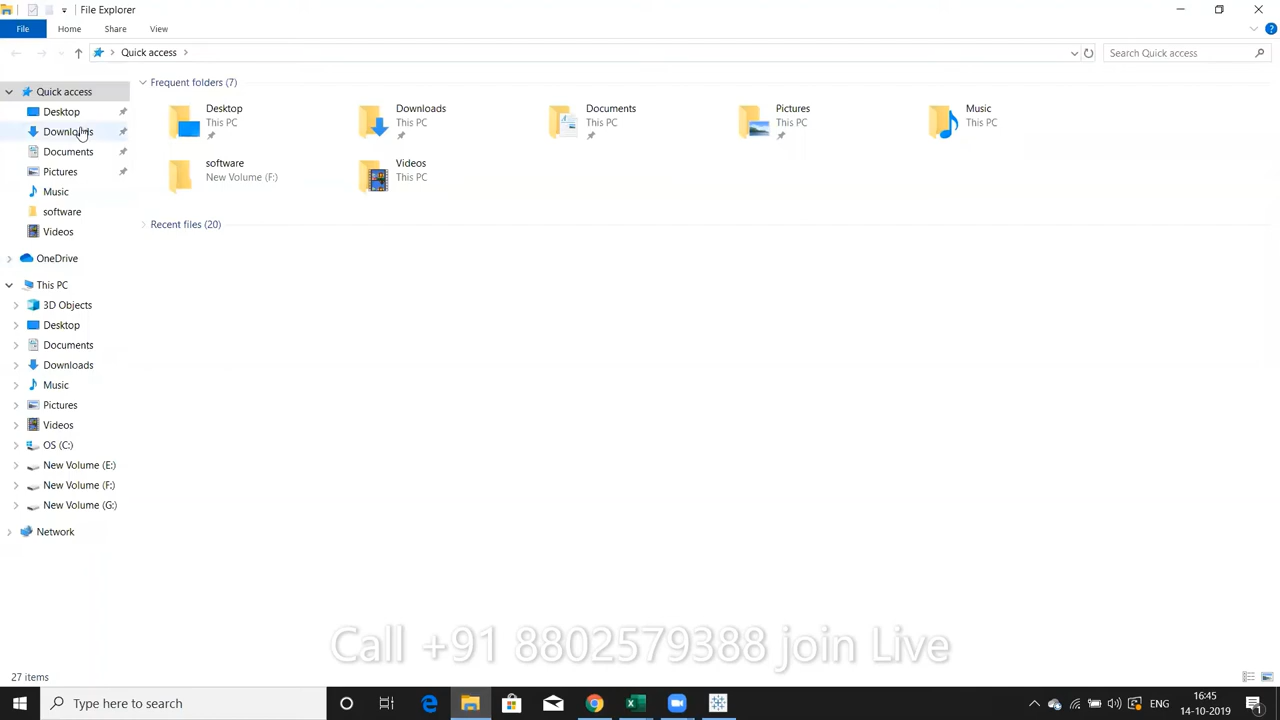 File Explorer
File Home Share View
Quick access
Search Quick access
Quick access
Desktop
Downloads
Documents
Pictures
Music
software
Videos
OneDrive
This PC
3D Objects
Desktop
Documents
Downloads
Music
Pictures
Videos
OS (C:)
New Volume (E:)
New Volume (F:)
New Volume (G:)
Network
Frequent folders (7)
Desktop
This PC
Downloads
This PC
Documents
This PC
Pictures
This PC
Music
This PC
software
New Volume (F:)
Videos
This PC
Recent files (20)
Call +91 8802579388 join Live
27 items
Type here to search
ENG
16:45
14-10-2019
1